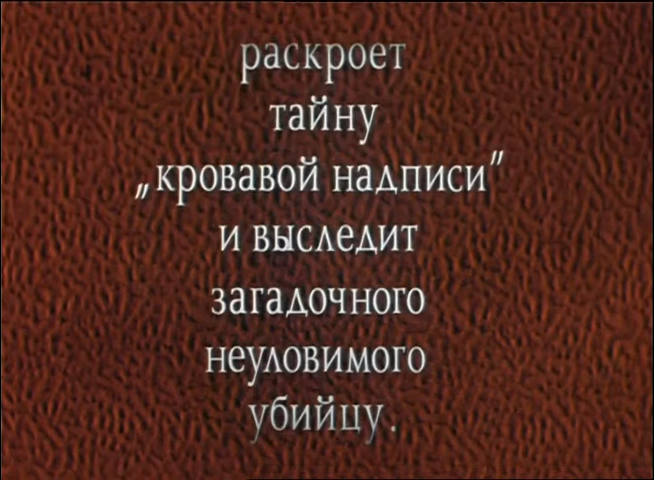 раскроет
тайну
„кровавой надписи”
и выследит
загадочного
неуловимого
убийцу.